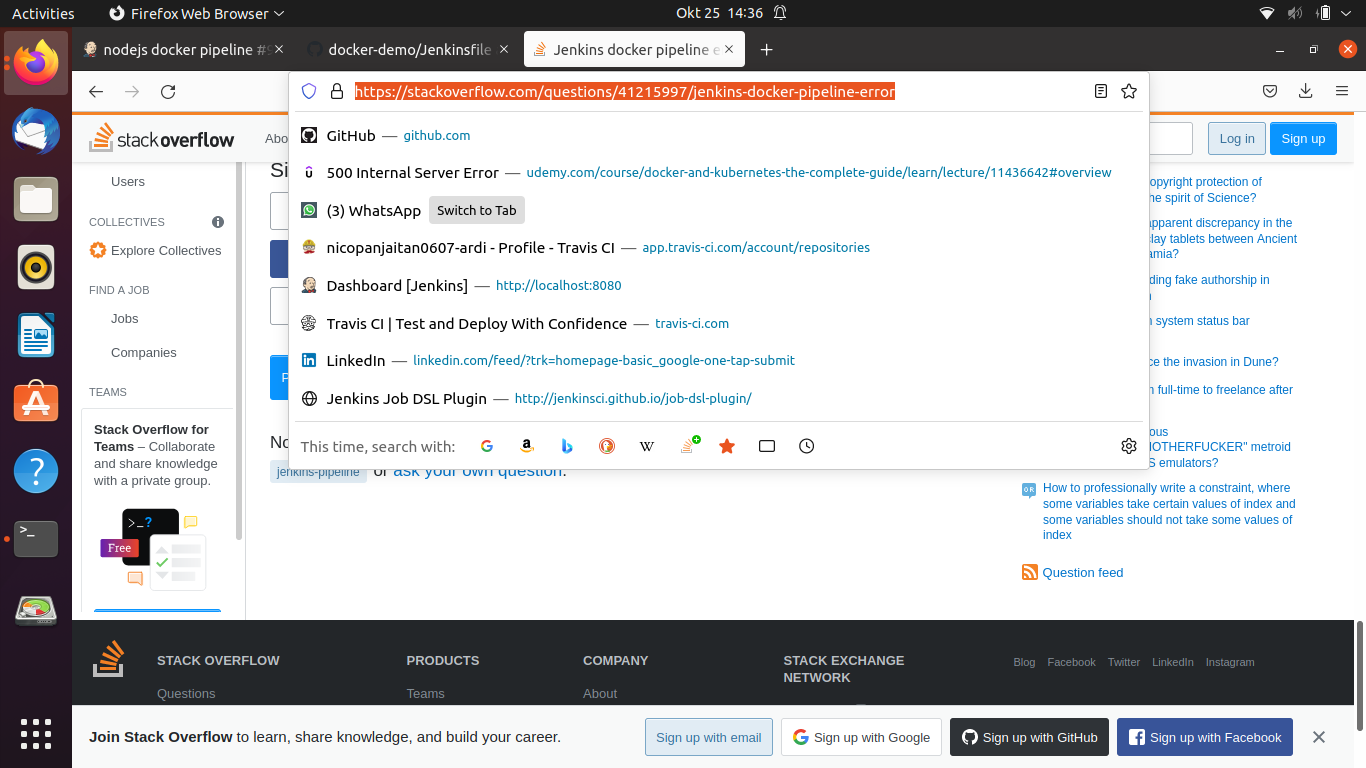 Activities
Firefox Web Browser
Okt 25 14:36
nodejs docker pipeline #9
docker-demo/Jenkinsfile
Jenkins docker pipeline e
https://stackoverflow.com/questions/41215997/jenkins-docker-pipeline-error
stack overflow
Abo
Log in
Sign up
GitHub — github.com
500 Internal Server Error — udemy.com/course/docker-and-kubernetes-the-complete-guide/learn/lecture/11436642#overview
(3) WhatsApp Switch to Tab
nicopanjaitan0607-ardi - Profile - Travis CI — app.travis-ci.com/account/repositories
Dashboard [Jenkins] — http://localhost:8080
Travis CI | Test and Deploy With Confidence — travis-ci.com
LinkedIn — linkedin.com/feed/?trk=homepage-basic_google-one-tap-submit
Jenkins Job DSL Plugin — http://jenkinsci.github.io/job-dsl-plugin/
This time, search with:
Users
COLLECTIVES
Explore Collectives
FIND A JOB
Jobs
Companies
TEAMS
Stack Overflow for
Teams – Collaborate
and share knowledge
with a private group.
>_?
Free
Si
P
No
jenkins-pipeline or ask your own question.
opyright protection of
he spirit of Science?
apparent discrepancy in the
lay tablets between Ancient
amia?
ding fake authorship in
n system status bar
ce the invasion in Dune?
n full-time to freelance after
ous
MOTHERFUCKER" metroid
S emulators?
How to professionally write a constraint, where
some variables take certain values of index and
some variables should not take some values of
index
Question feed
STACK OVERFLOW
Questions
PRODUCTS
Teams
COMPANY
About
STACK EXCHANGE
NETWORK
Blog Facebook Twitter LinkedIn Instagram
Join Stack Overflow to learn, share knowledge, and build your career.
Sign up with email
Sign up with Google
Sign up with GitHub
Sign up with Facebook